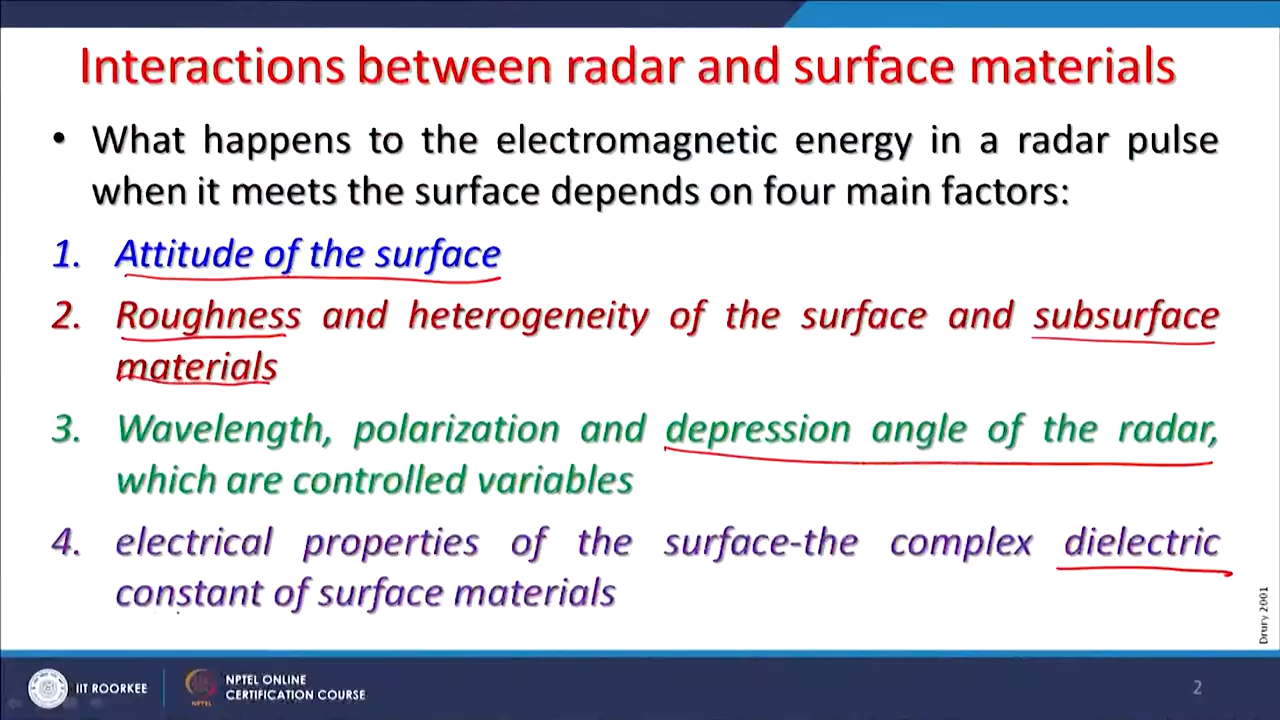 Interactions between radar and surface materials
• What happens to the electromagnetic energy in a radar pulse
when it meets the surface depends on four main factors:
1. Attitude of the surface
2. Roughness and heterogeneity of the surface and subsurface
materials
3. Wavelength, polarization and depression angle of the radar,
which are controlled variables
4. electrical properties of the surface-the complex dielectric
constant of surface materials
Drury 2001
IIT ROORKEE
NPTEL
NPTEL ONLINE
CERTIFICATION COURSE
2